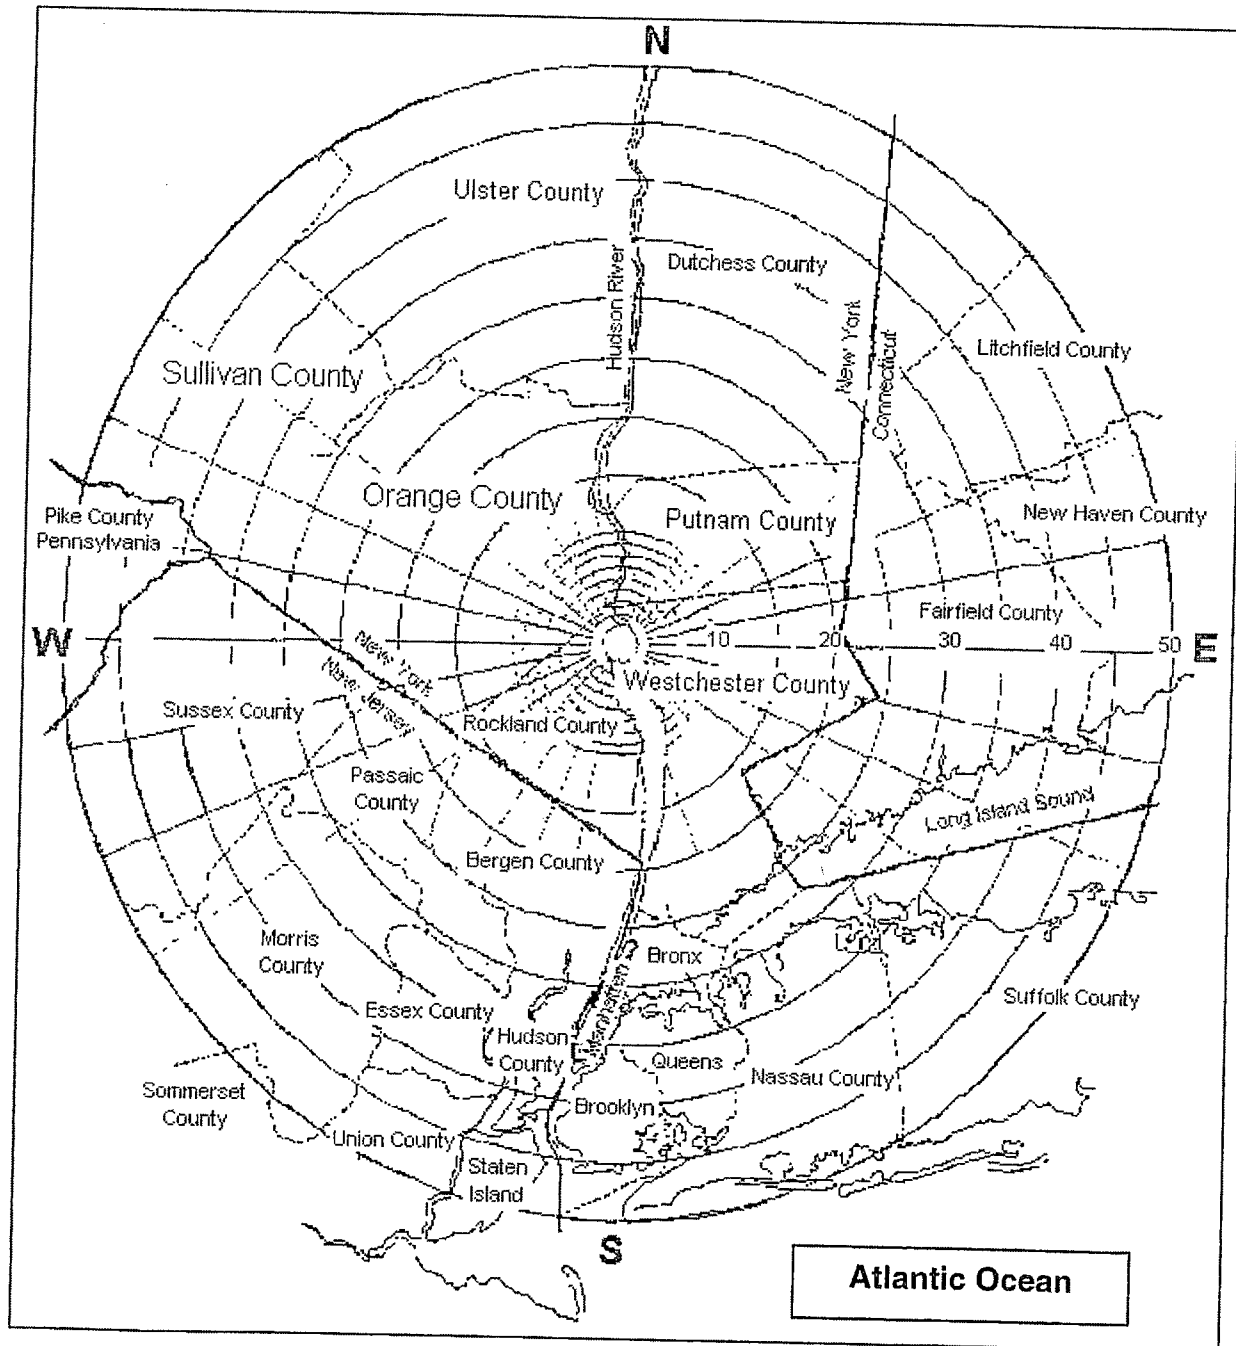 N
Ulster County
Hudson River
Dutchess County
New York
Connecticut
Litchfield County
Sullivan County
Orange County
Putnam County
New Haven County
Pike County
Pennsylvania
Fairfield County
W
10
20
30
40
50
E
New York
New Jersey
Westchester County
Sussex County
Rockland County
Passaic
County
Long Island Sound
Bergen County
Morris
County
Bronx
Manhattan
Essex County
Suffolk County
Hudson
County
Queens
Nassau County
Sommerset
County
Brooklyn
Union County
Staten
Island
S
Atlantic Ocean